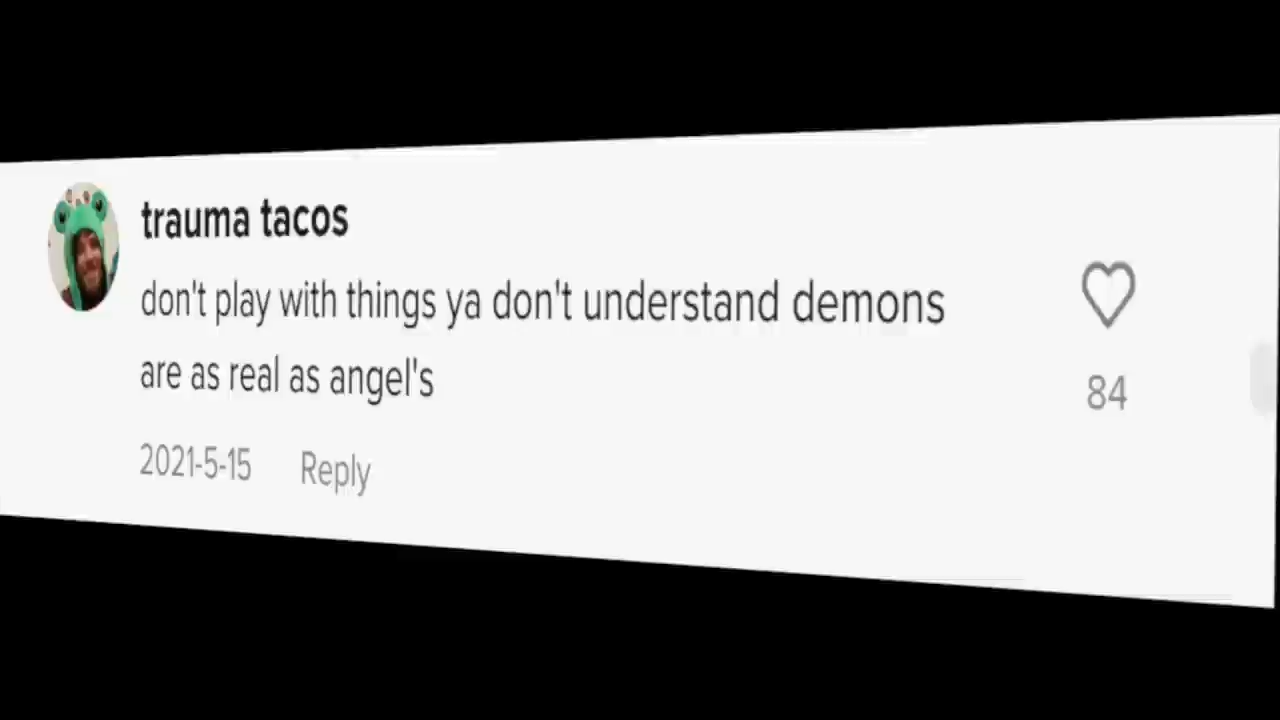 trauma tacos
don't play with things ya don't understand demons
are as real as angel's
84
2021-5-15 Reply